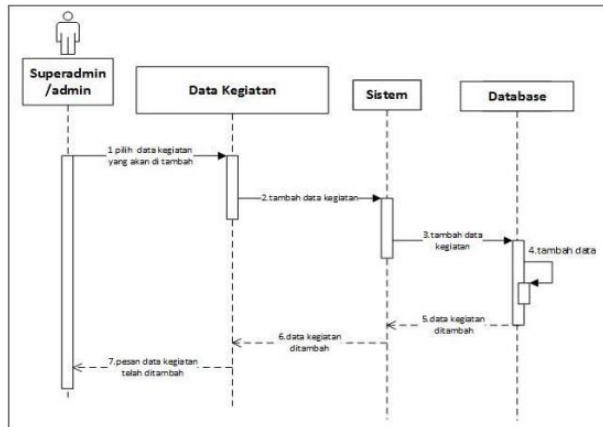 Superadmin
/admin
Data Kegiatan
Sistem
Database
1 pilih data kegiatan
yang akan di tambah
2.tambah data kegiatan
3.tambah data
kegiatan
4.tambah data
5.data kegiatan
ditambah
6.data kegiatan
ditambah
7.pesan data kegiatan
telah ditambah